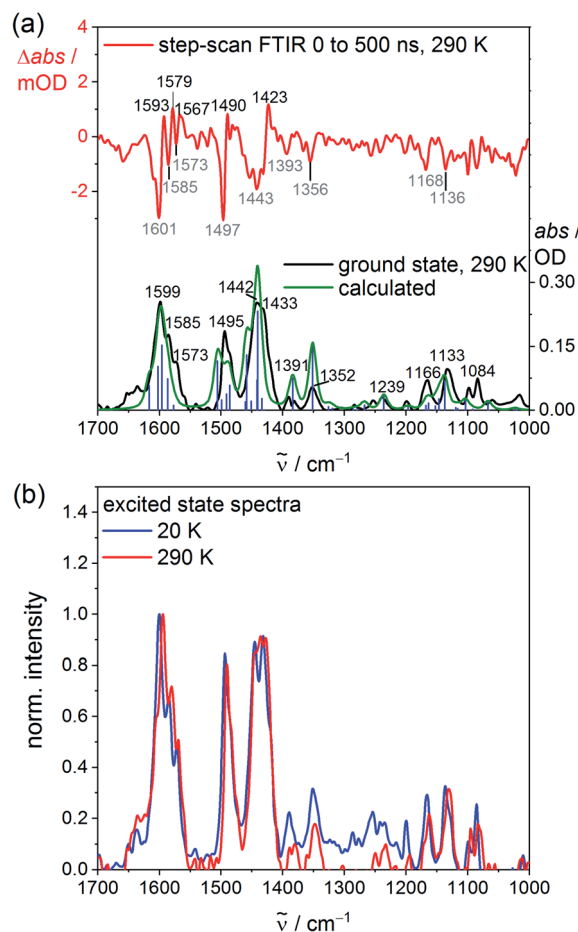 (a)
4
2
0
-2
Δabs /
mOD
step-scan FTIR 0 to 500 ns, 290 K
1579
1593 1567 1490 1423
1573
1585
1601
1497
1443
1393
1356
1168
1136
abs /
OD
0.30
0.15
0.00
ground state, 290 K
calculated
1599
1585
1573
1495
1442
1433
1391
1352
1239
1166
1133
1084
1700 1600 1500 1400 1300 1200 1100 1000
ν̃ / cm⁻¹
(b)
excited state spectra
20 K
290 K
norm. intensity
1.4
1.2
1.0
0.8
0.6
0.4
0.2
0.0
1700 1600 1500 1400 1300 1200 1100 1000
ν̃ / cm⁻¹